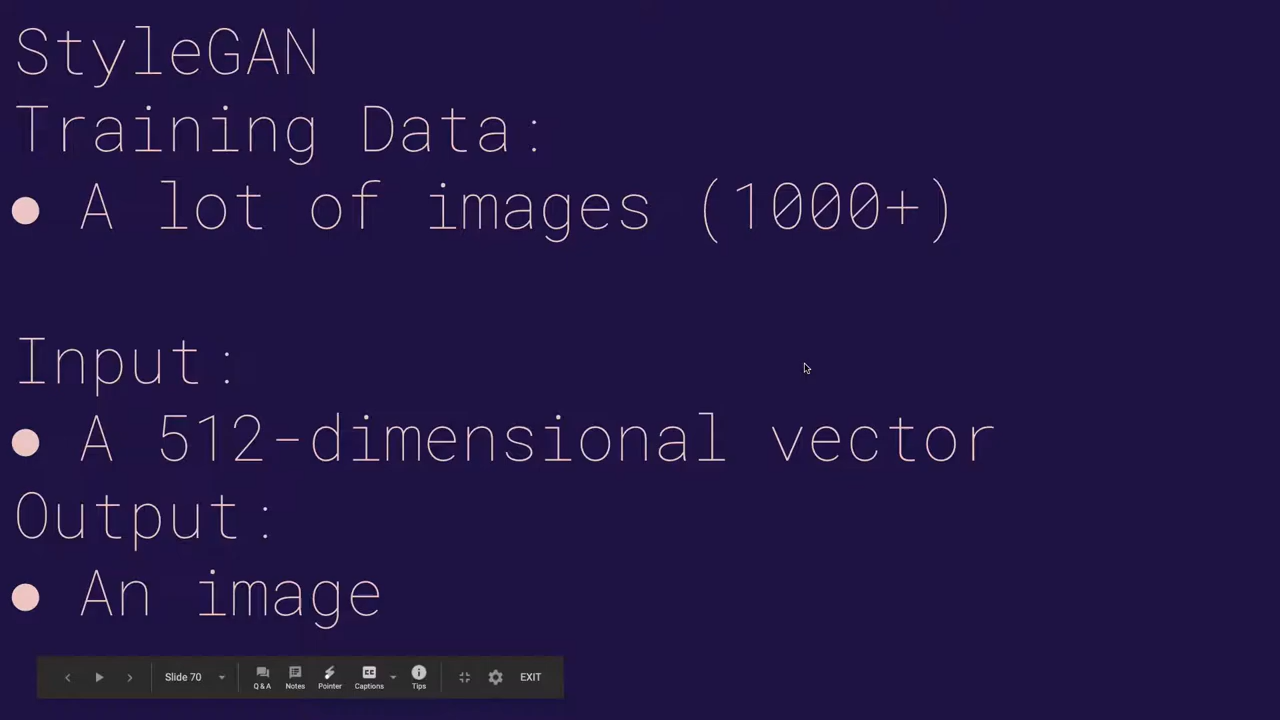 StyleGAN
Training Data:
● A lot of images (1000+)
Input:
● A 512-dimensional vector
Output:
● An image
Slide 70
Q & A
Notes
Pointer
CC
Captions
Tips
EXIT